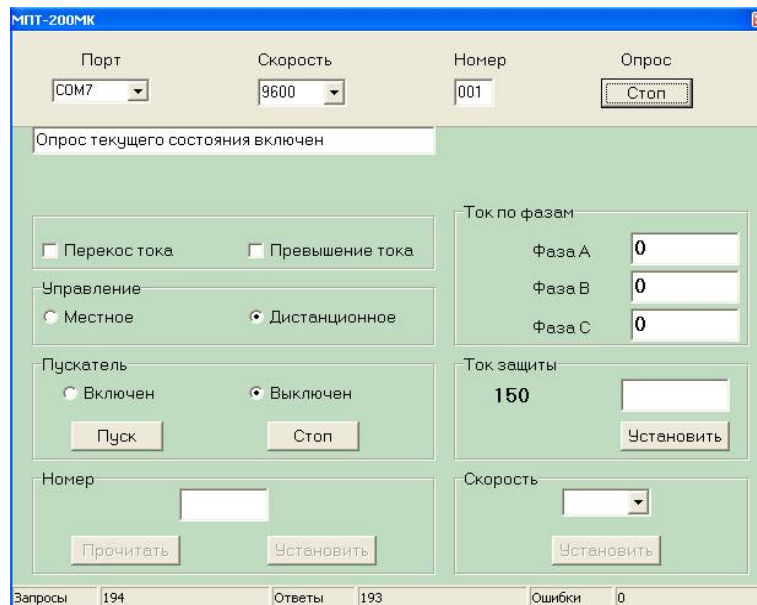 МПТ-200МК
Порт Скорость Номер Опрос
COM7 9600 001 Стоп
Опрос текущего состояния включен
Ток по фазам
Перекос тока Превышение тока Фаза А 0
Управление Фаза В 0
Местное Дистанционное Фаза С 0
Пускатель Ток защиты
Включен Выключен 150
Пуск Стоп Установить
Номер Скорость
Прочитать Установить Установить
Запросы 194 Ответы 193 Ошибки 0